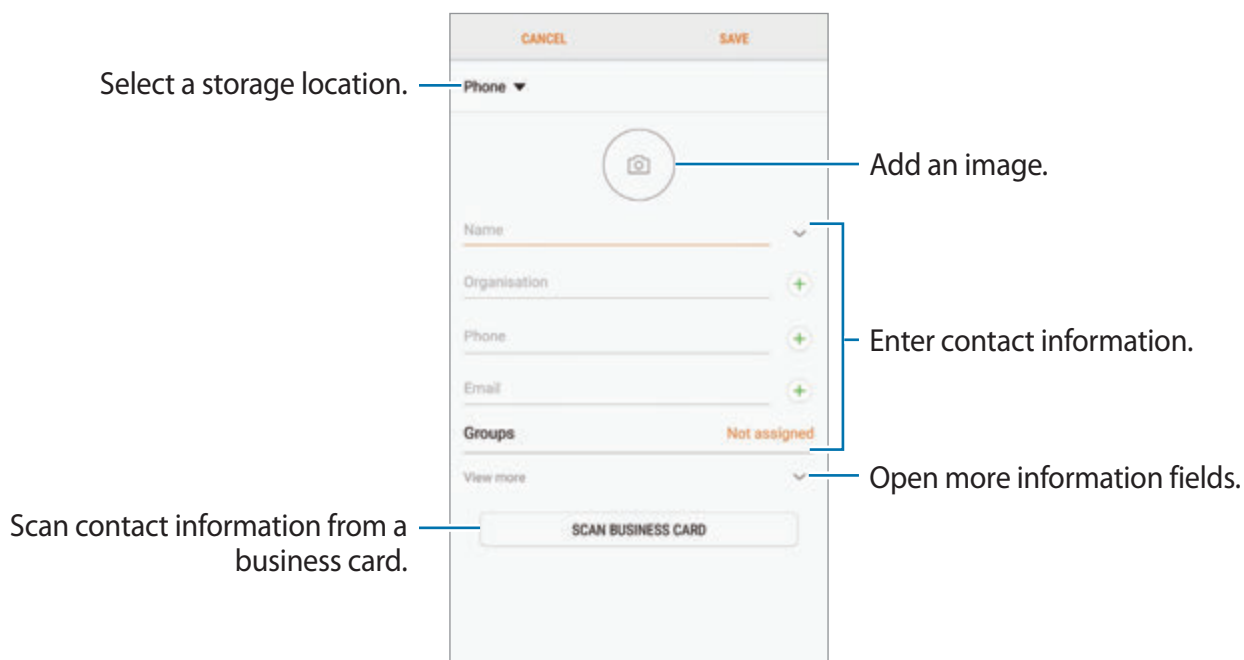 CANCEL SAVE
Select a storage location.
Phone
Add an image.
Name
Organisation
Phone
Enter contact information.
Email
Groups Not assigned
View more
Open more information fields.
Scan contact information from a
business card.
SCAN BUSINESS CARD